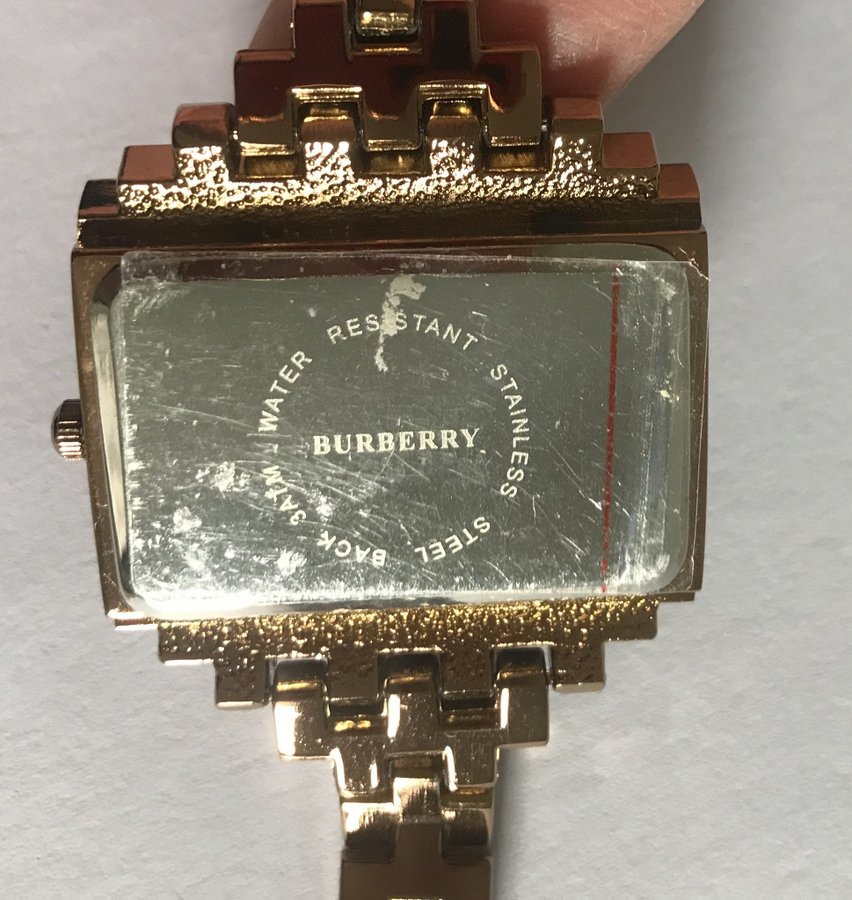 WATER RESISTANT STAINLESS STEEL BACK 3ATM
BURBERRY